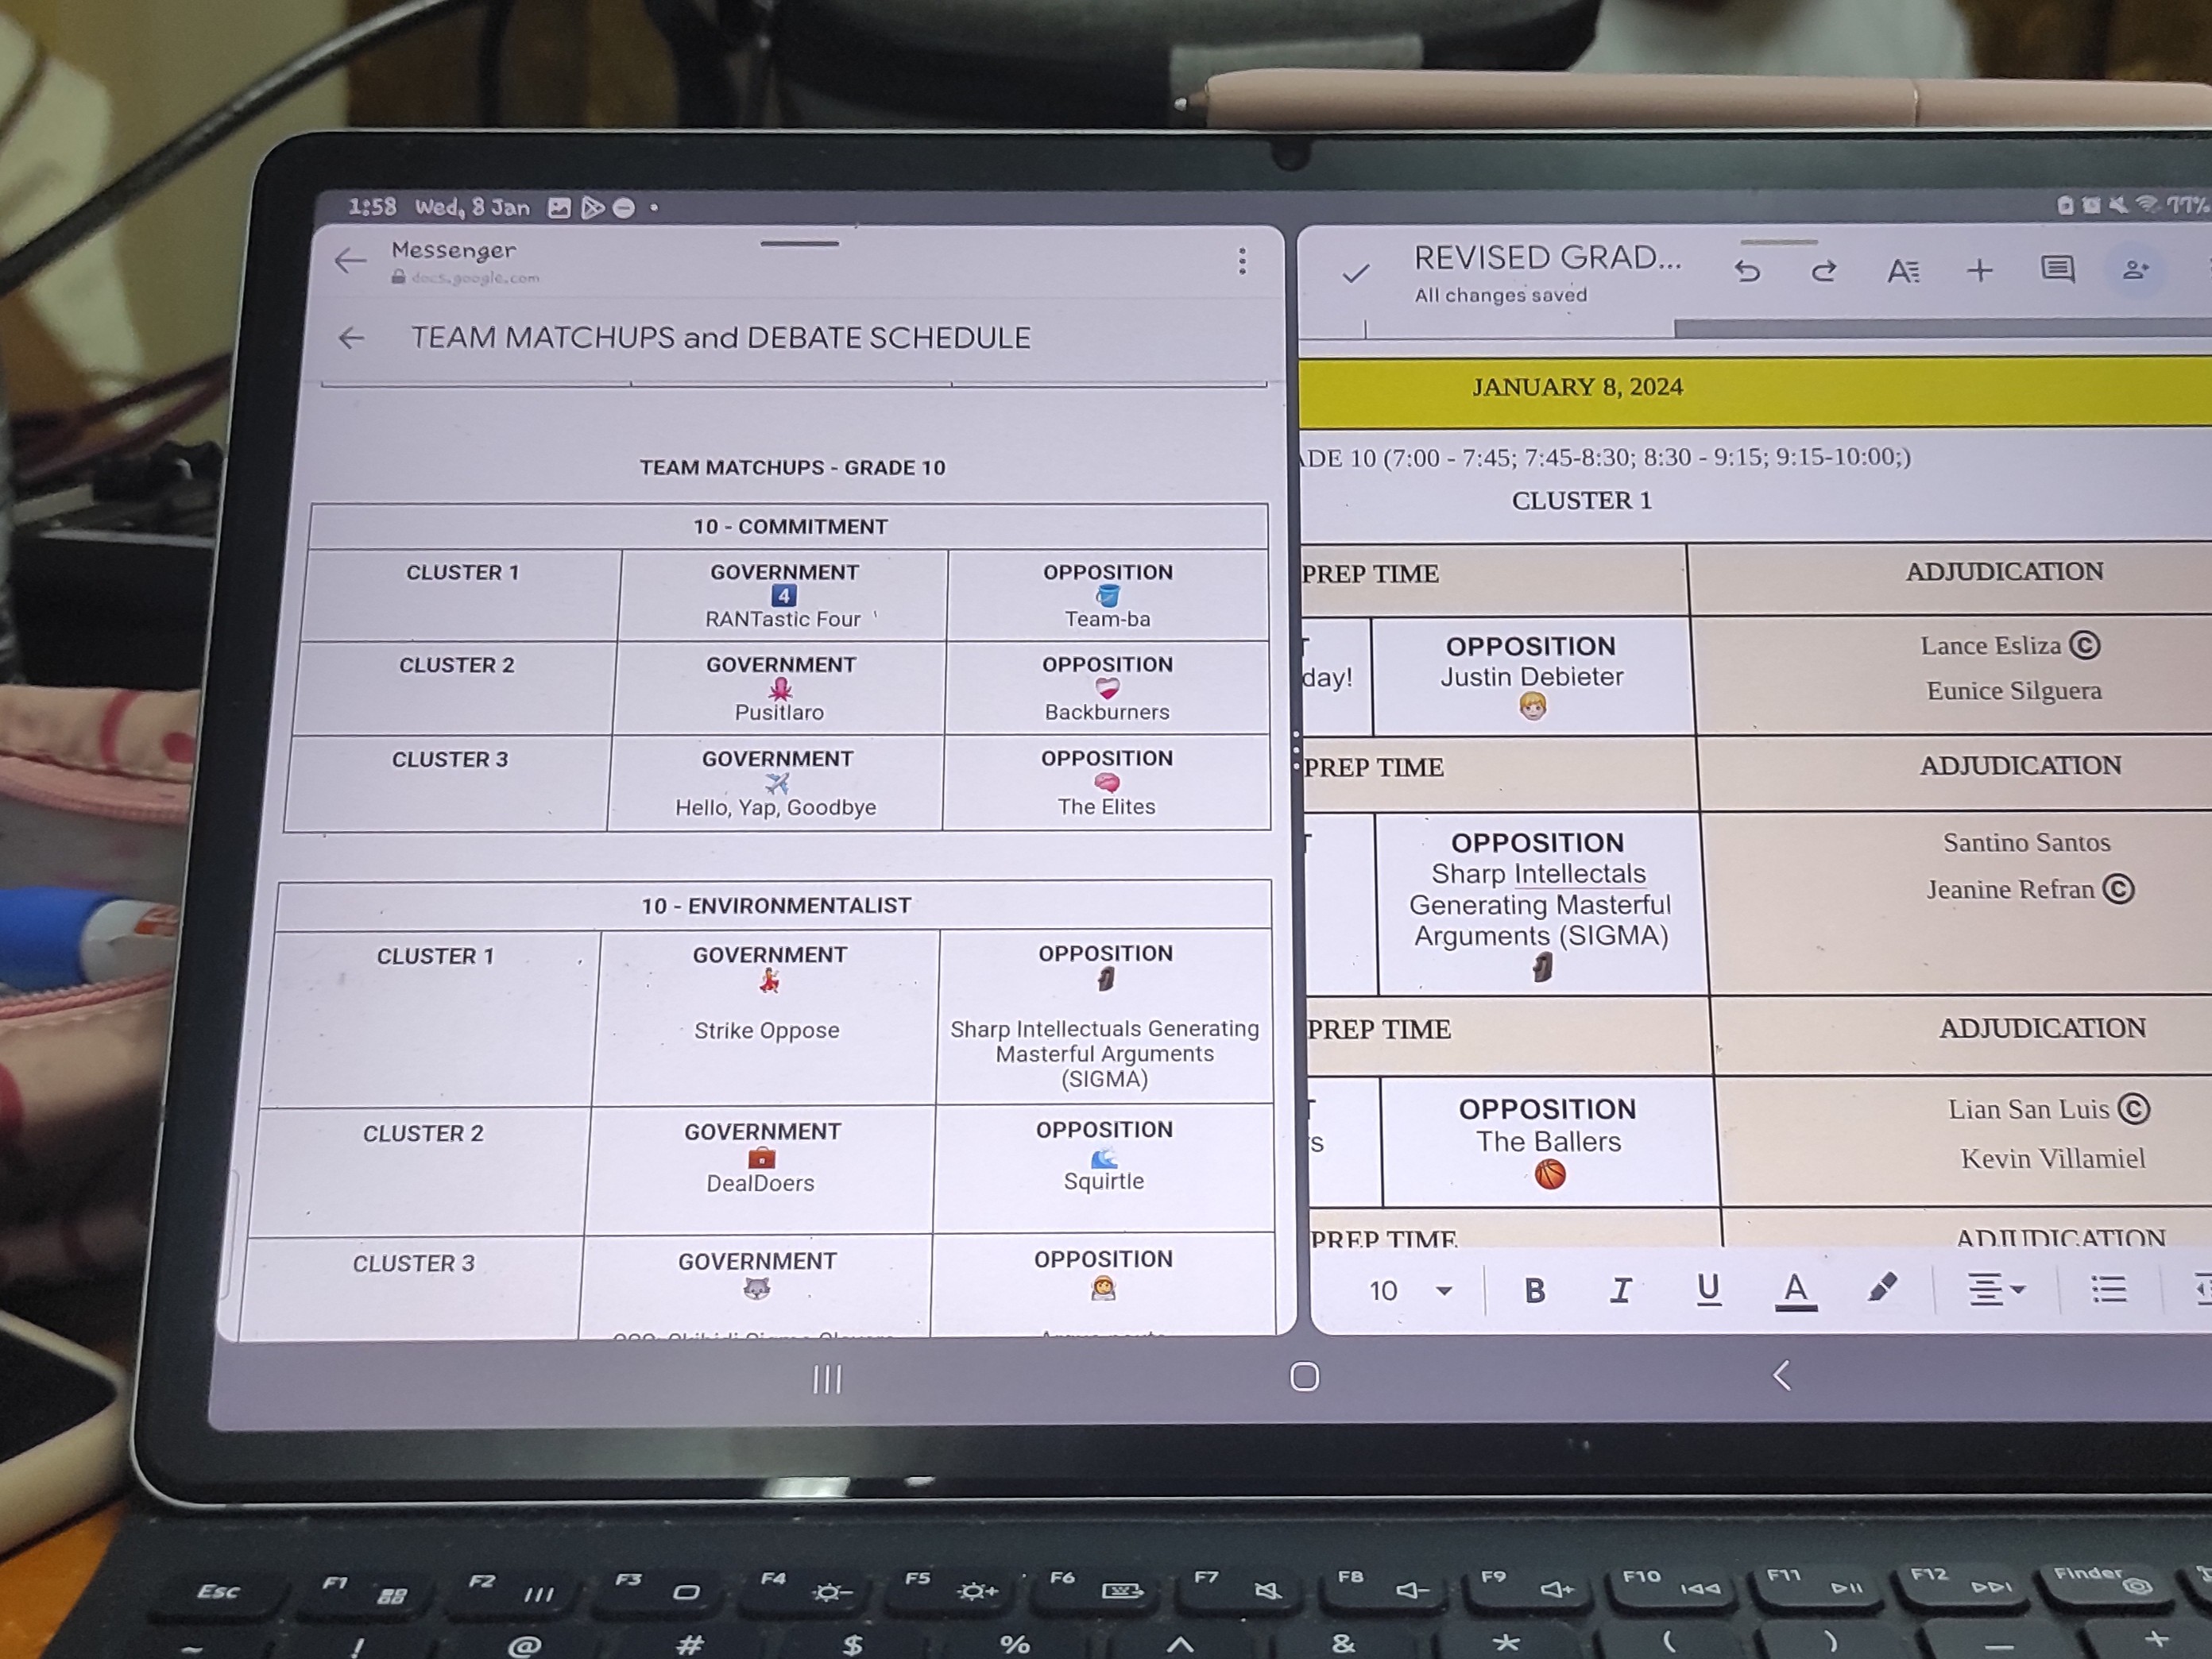 1:58 Wed, 8 Jan
77%
Messenger
docs.google.com
TEAM MATCHUPS and DEBATE SCHEDULE
TEAM MATCHUPS - GRADE 10
10 - COMMITMENT
CLUSTER 1
GOVERNMENT
4
RANTastic Four
OPPOSITION
Team-ba
CLUSTER 2
GOVERNMENT
Pusitlaro
OPPOSITION
Backburners
CLUSTER 3
GOVERNMENT
Hello, Yap, Goodbye
OPPOSITION
The Elites
10 - ENVIRONMENTALIST
CLUSTER 1
GOVERNMENT
Strike Oppose
OPPOSITION
Sharp Intellectuals Generating
Masterful Arguments
(SIGMA)
CLUSTER 2
GOVERNMENT
DealDoers
OPPOSITION
Squirtle
CLUSTER 3
GOVERNMENT
OPPOSITION
REVISED GRAD...
All changes saved
JANUARY 8, 2024
ADE 10 (7:00 - 7:45; 7:45-8:30; 8:30 - 9:15; 9:15-10:00;)
CLUSTER 1
PREP TIME
ADJUDICATION
T
day!
OPPOSITION
Justin Debieter
Lance Esliza ©
Eunice Silguera
PREP TIME
ADJUDICATION
T
OPPOSITION
Sharp Intellectals
Generating Masterful
Arguments (SIGMA)
Santino Santos
Jeanine Refran ©
PREP TIME
ADJUDICATION
T
s
OPPOSITION
The Ballers
Lian San Luis ©
Kevin Villamiel
PREP TIME
ADJUDICATION
10 B I U A
Esc F1 F2 F3 F4 F5 F6 F7 F8 F9 F10 F11 F12 Finder
~ ! @ # $ % ^ & * ( ) — +